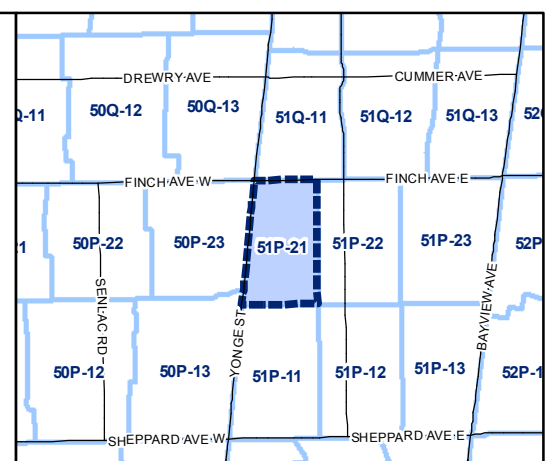 DREWRY AVE
CUMMER AVE
50Q-12
50Q-13
51Q-11
51Q-12
51Q-13
FINCH AVE W
FINCH AVE E
50P-22
50P-23
51P-21
51P-22
51P-23
SENLAC RD
YONGE ST
BAYVIEW AVE
50P-12
50P-13
51P-11
51P-12
51P-13
SHEPPARD AVE W
SHEPPARD AVE E